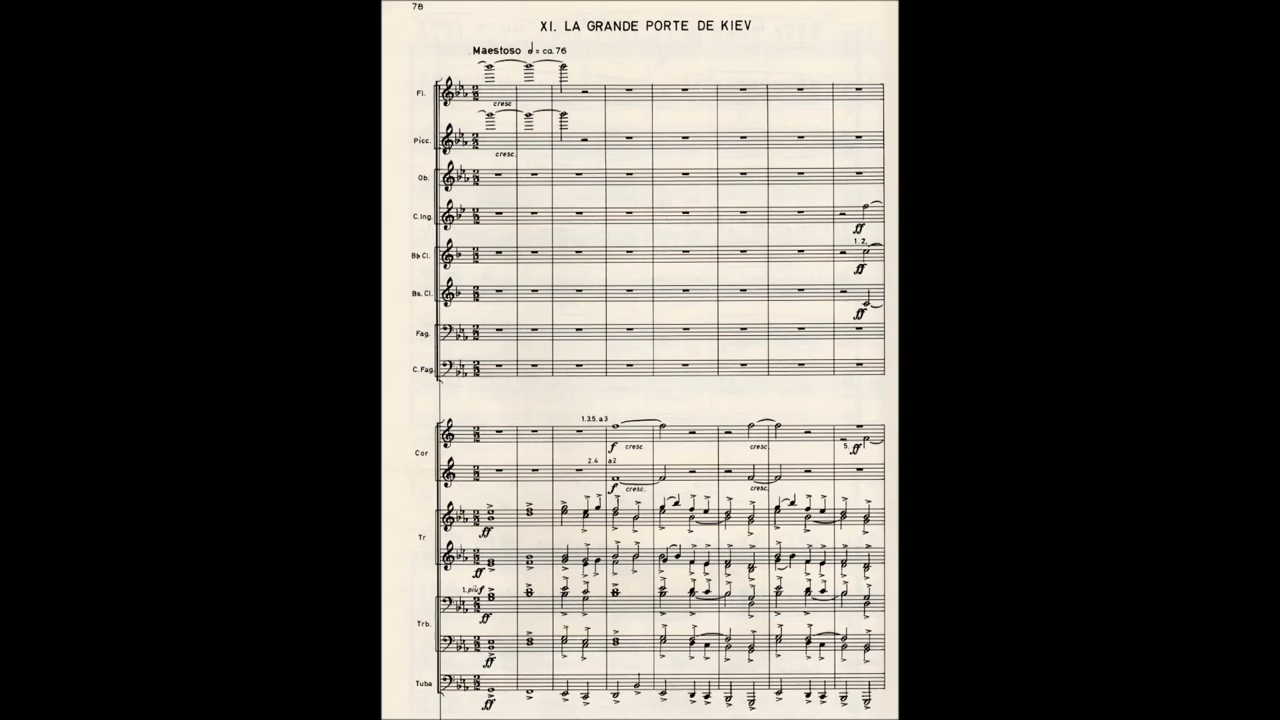 78
XI. LA GRANDE PORTE DE KIEV
Maestoso = ca. 76
Fl.
cresc
Picc.
cresc.
Ob.
C. Ing.
ff
1. 2.
B♭ Cl.
ff
Bs. Cl.
ff
Fag.
C. Fag.
1.3.5. a 3
f cresc. cresc.
5. ff
Cor
2.4 a2
f cresc. cresc.
ff
Tr
ff
1. più f
ff
Trb.
ff
Tuba
ff